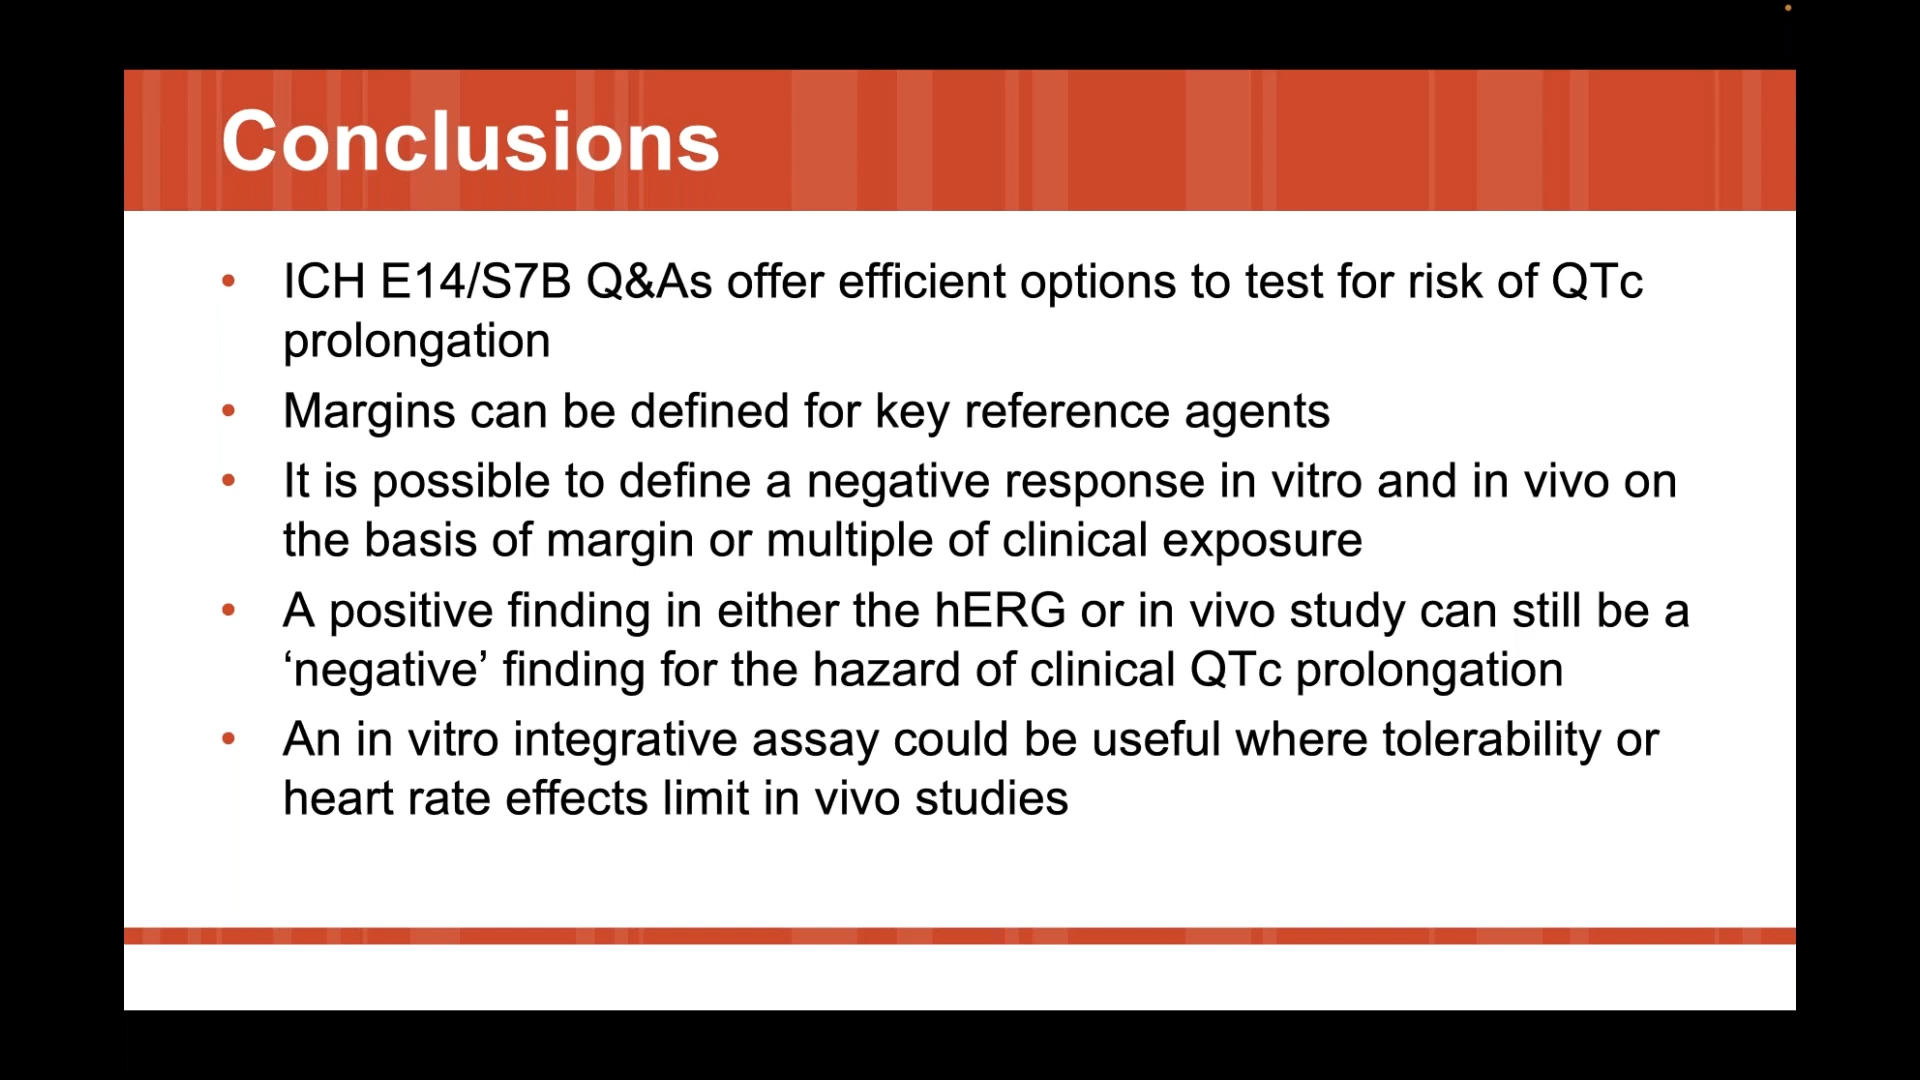 Conclusions
• ICH E14/S7B Q&As offer efficient options to test for risk of QTc
prolongation
• Margins can be defined for key reference agents
• It is possible to define a negative response in vitro and in vivo on
the basis of margin or multiple of clinical exposure
• A positive finding in either the hERG or in vivo study can still be a
‘negative’ finding for the hazard of clinical QTc prolongation
• An in vitro integrative assay could be useful where tolerability or
heart rate effects limit in vivo studies